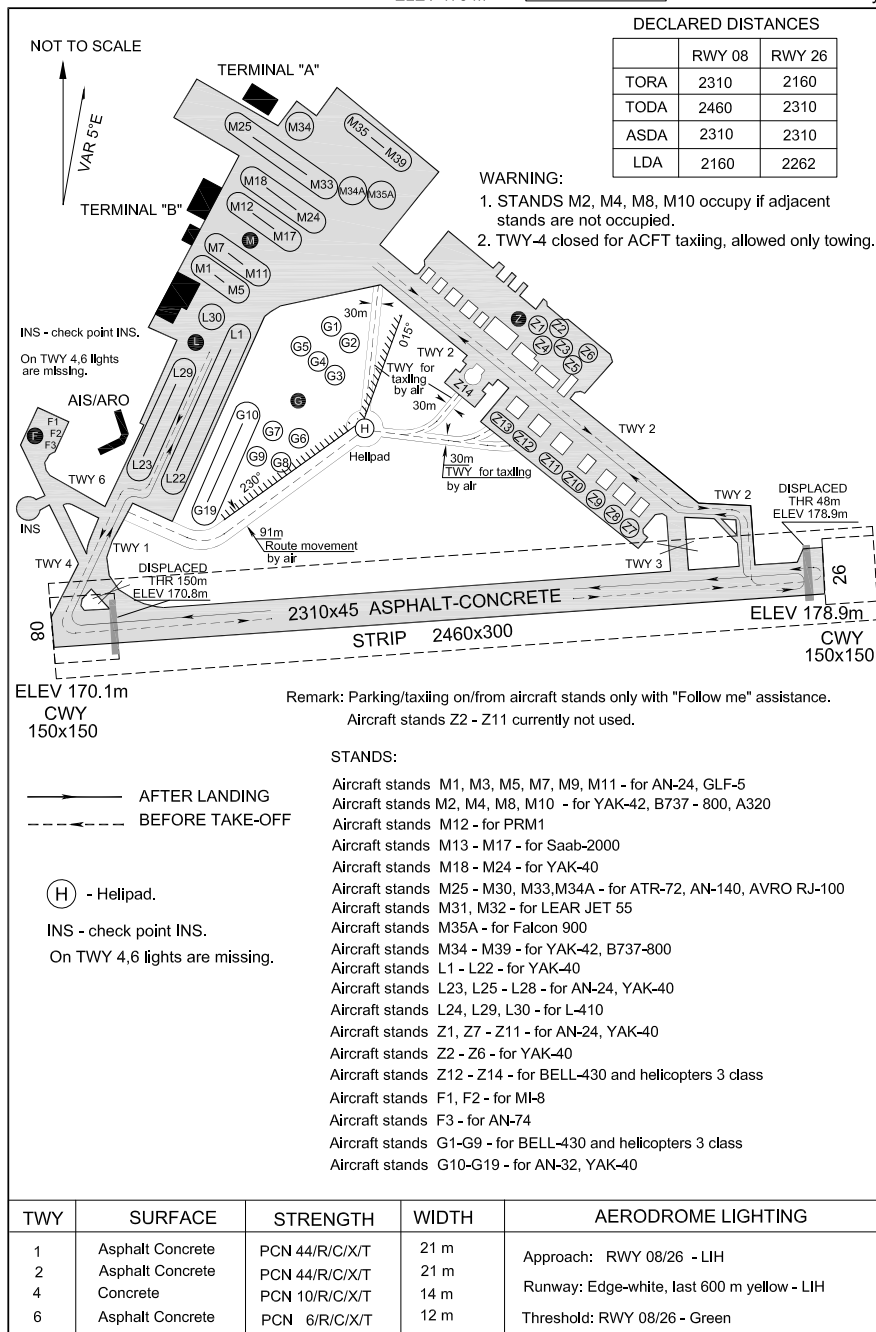 DECLARED DISTANCES
RWY 08 RWY 26
TORA 2310 2160
TODA 2460 2310
ASDA 2310 2310
LDA 2160 2262
NOT TO SCALE
VAR 5°E
TERMINAL "A"
M25
M34
M35
M39
M18
M33
M34A
M35A
WARNING:
1. STANDS M2, M4, M8, M10 occupy if adjacent
stands are not occupied.
2. TWY-4 closed for ACFT taxiing, allowed only towing.
TERMINAL "B"
M12
M24
M17
M
M7
M11
M1
M5
L30
L1
L
INS - check point INS.
On TWY 4,6 lights
are missing.
L29
AIS/ARO
30m
015°
G1
G2
G5
G4
G3
G
TWY 2
TWY for
taxiing
by air
30m
Z14
Z
Z1
Z2
Z4
Z3
Z6
Z5
F
F1
F2
F3
G10
G7
G6
G9
G8
H
Helipad
Z13
Z12
Z11
Z10
Z9
Z8
Z7
TWY 2
L23
L22
G19
230°
30m
TWY for taxiing
by air
TWY 6
INS
TWY 4
TWY 1
91m
Route movement
by air
TWY 3
TWY 2
DISPLACED
THR 48m
ELEV 178.9m
DISPLACED
THR 150m
ELEV 170.8m
08
2310x45 ASPHALT-CONCRETE
26
STRIP 2460x300
ELEV 178.9m
CWY
150x150
ELEV 170.1m
CWY
150x150
Remark: Parking/taxiing on/from aircraft stands only with "Follow me" assistance.
Aircraft stands Z2 - Z11 currently not used.
AFTER LANDING
BEFORE TAKE-OFF
H - Helipad.
INS - check point INS.
On TWY 4,6 lights are missing.
STANDS:
Aircraft stands M1, M3, M5, M7, M9, M11 - for AN-24, GLF-5
Aircraft stands M2, M4, M8, M10 - for YAK-42, B737 - 800, A320
Aircraft stands M12 - for PRM1
Aircraft stands M13 - M17 - for Saab-2000
Aircraft stands M18 - M24 - for YAK-40
Aircraft stands M25 - M30, M33,M34A - for ATR-72, AN-140, AVRO RJ-100
Aircraft stands M31, M32 - for LEAR JET 55
Aircraft stands M35A - for Falcon 900
Aircraft stands M34 - M39 - for YAK-42, B737-800
Aircraft stands L1 - L22 - for YAK-40
Aircraft stands L23, L25 - L28 - for AN-24, YAK-40
Aircraft stands L24, L29, L30 - for L-410
Aircraft stands Z1, Z7 - Z11 - for AN-24, YAK-40
Aircraft stands Z2 - Z6 - for YAK-40
Aircraft stands Z12 - Z14 - for BELL-430 and helicopters 3 class
Aircraft stands F1, F2 - for MI-8
Aircraft stands F3 - for AN-74
Aircraft stands G1-G9 - for BELL-430 and helicopters 3 class
Aircraft stands G10-G19 - for AN-32, YAK-40
TWY SURFACE STRENGTH WIDTH AERODROME LIGHTING
1 Asphalt Concrete PCN 44/R/C/X/T 21 m
2 Asphalt Concrete PCN 44/R/C/X/T 21 m
4 Concrete PCN 10/R/C/X/T 14 m
6 Asphalt Concrete PCN 6/R/C/X/T 12 m
Approach: RWY 08/26 - LIH
Runway: Edge-white, last 600 m yellow - LIH
Threshold: RWY 08/26 - Green